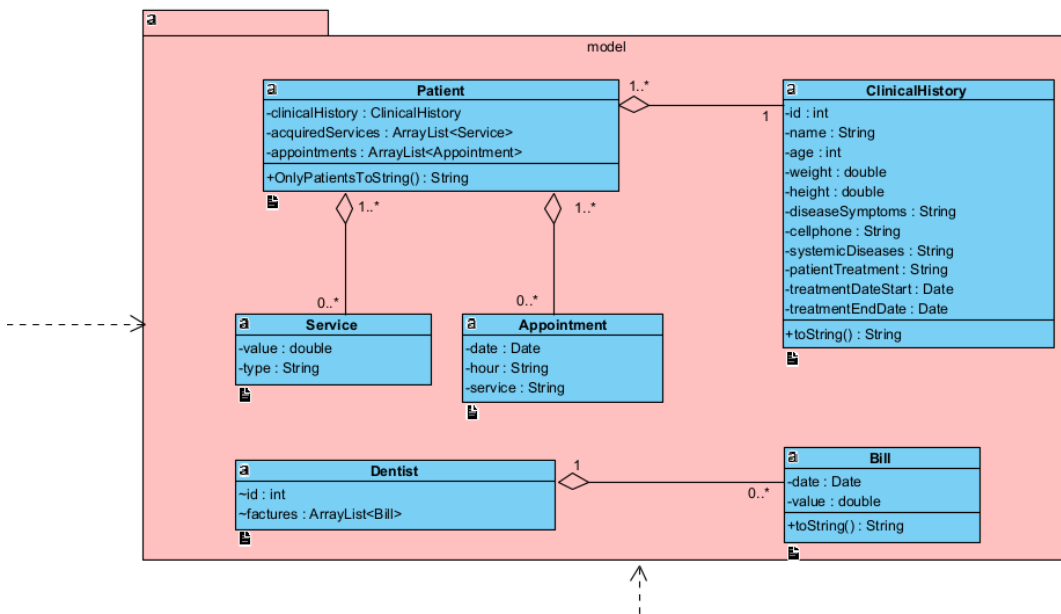 a
model
a
Patient
-clinicalHistory : ClinicalHistory
-acquiredServices : ArrayList<Service>
-appointments : ArrayList<Appointment>
+OnlyPatientsToString() : String
1..*
1
a
ClinicalHistory
-id : int
-name : String
-age : int
-weight : double
-height : double
-diseaseSymptoms : String
-cellphone : String
-systemicDiseases : String
-patientTreatment : String
-treatmentDateStart : Date
-treatmentEndDate : Date
+toString() : String
1..*
1..*
0..*
0..*
a
Service
-value : double
-type : String
a
Appointment
-date : Date
-hour : String
-service : String
a
Dentist
~id : int
~factures : ArrayList<Bill>
1
0..*
a
Bill
-date : Date
-value : double
+toString() : String